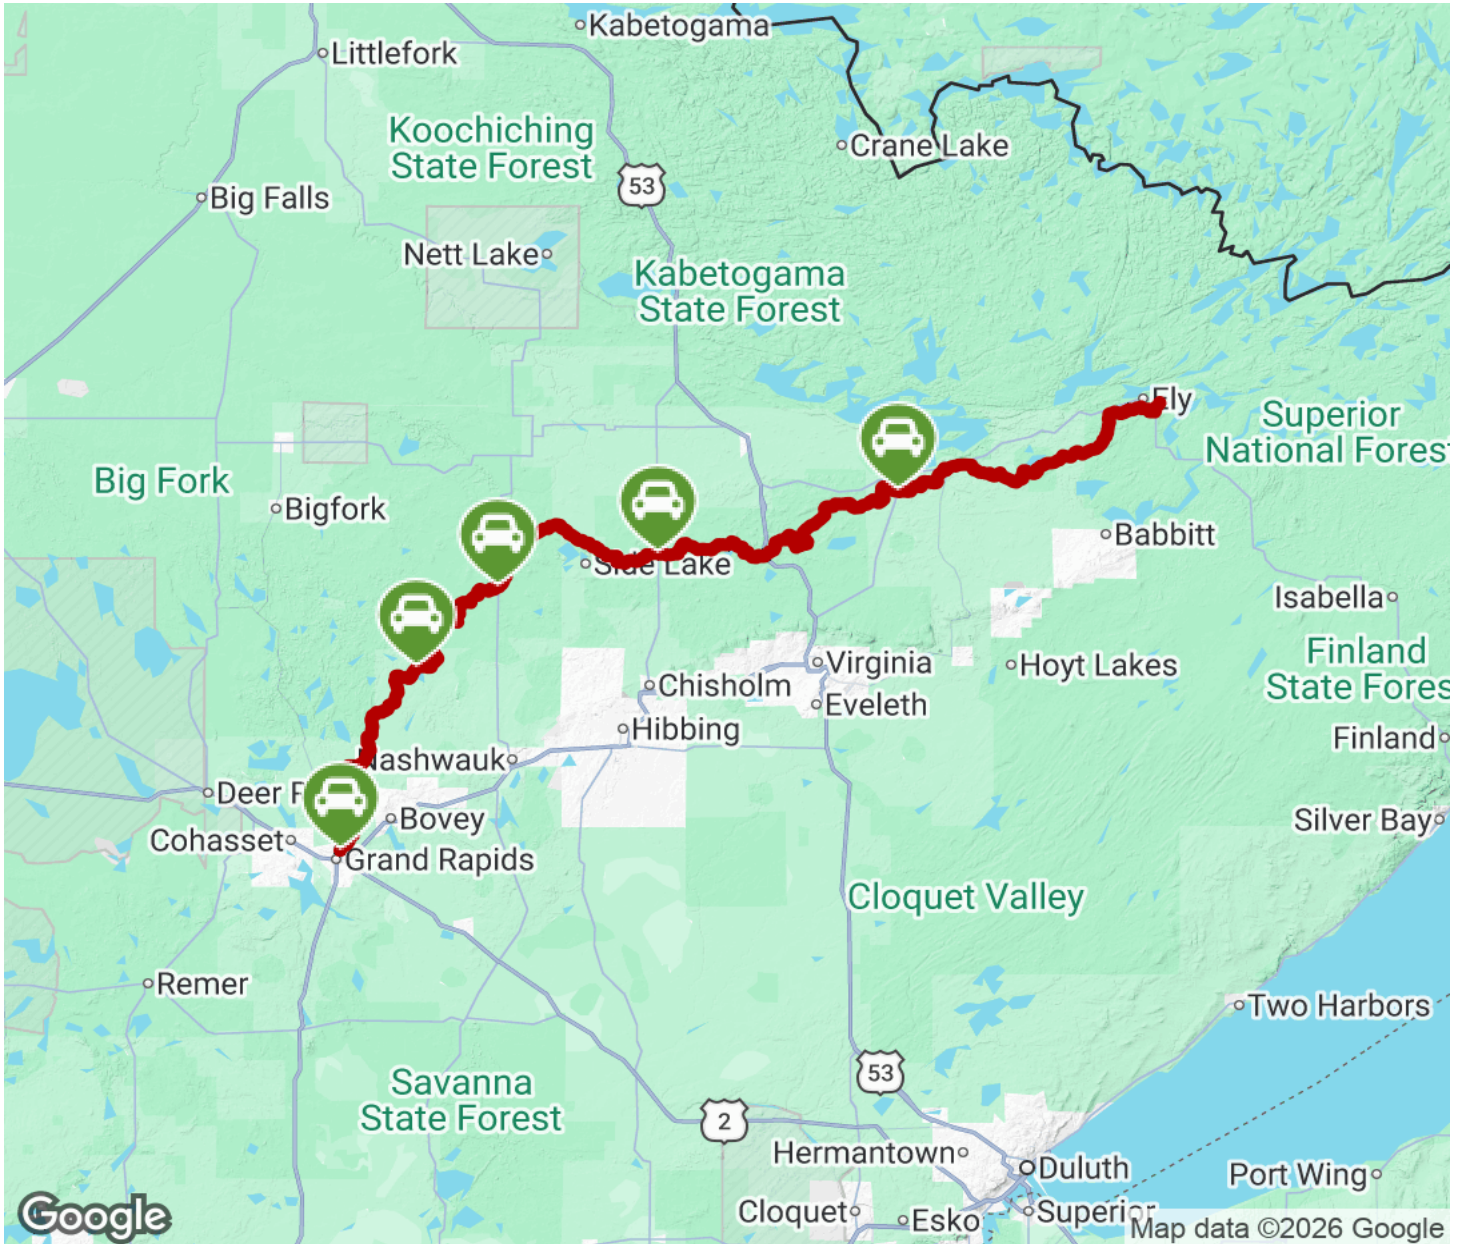 Kabetogama
Littlefork
Koochiching
State Forest
Crane Lake
53
Big Falls
Nett Lake
Kabetogama
State Forest
Ely
Superior
National Forest
Big Fork
Bigfork
Babbitt
Side Lake
Isabella
Finland
State Fores
Virginia
Hoyt Lakes
Chisholm
Eveleth
Hibbing
Finland
Nashwauk
Deer
Bovey
Silver Bay
Cohasset
Grand Rapids
Cloquet Valley
Remer
Two Harbors
53
Savanna
State Forest
2
Hermantown
Duluth
Port Wing
Cloquet
Esko
Superior
Google
Map data ©2026 Google